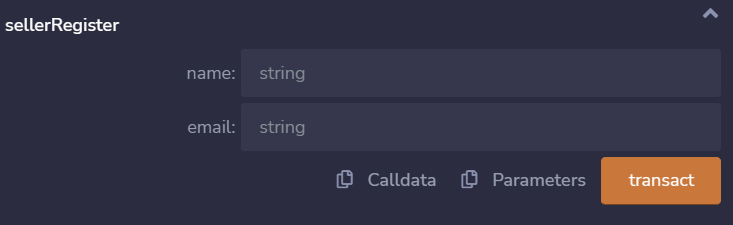 sellerRegister
name: string
email: string
Calldata Parameters transact